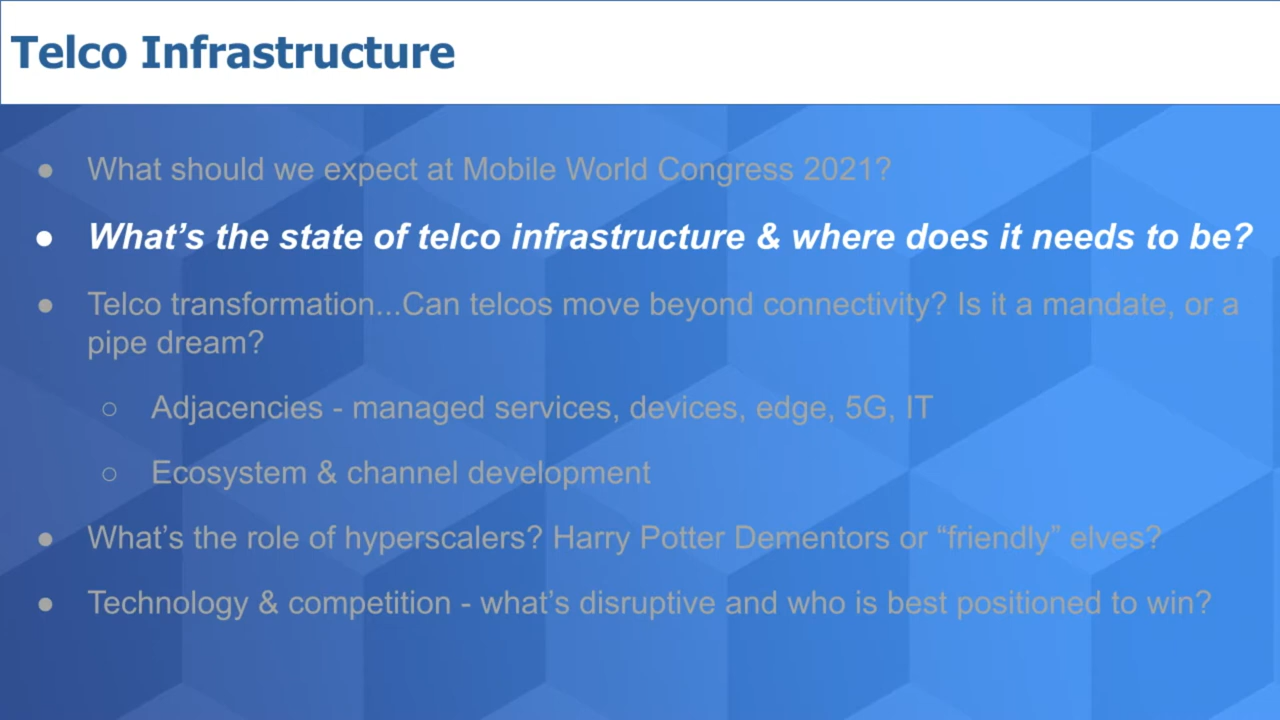 Telco Infrastructure
● What should we expect at Mobile World Congress 2021?
● What’s the state of telco infrastructure & where does it needs to be?
● Telco transformation...Can telcos move beyond connectivity? Is it a mandate, or a
pipe dream?
○ Adjacencies - managed services, devices, edge, 5G, IT
○ Ecosystem & channel development
● What’s the role of hyperscalers? Harry Potter Dementors or “friendly” elves?
● Technology & competition - what’s disruptive and who is best positioned to win?